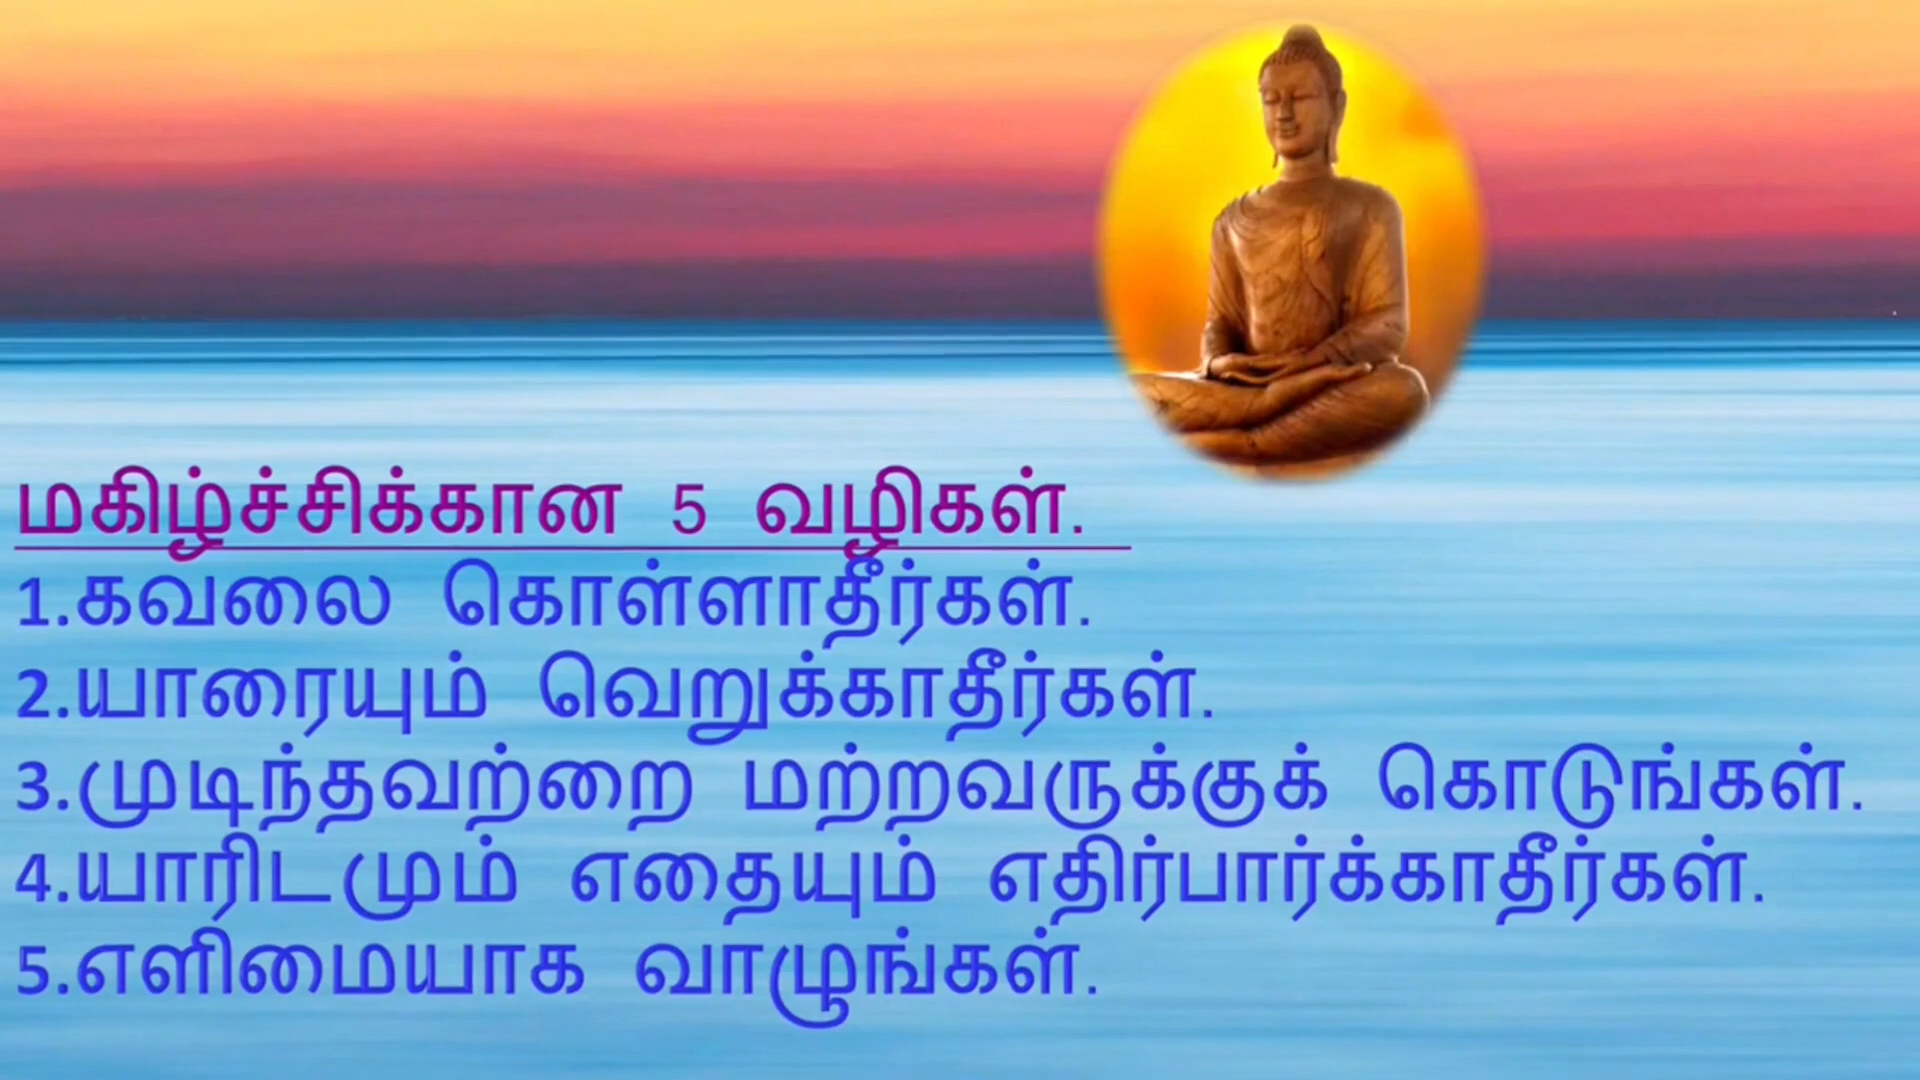 மகிழ்ச்சிக்கான 5 வழிகள்.
1.கவலை கொள்ளாதீர்கள்.
2.யாரையும் வெறுக்காதீர்கள்.
3.முடிந்தவற்றை மற்றவருக்குக் கொடுங்கள்.
4.யாரிடமும் எதையும் எதிர்பார்க்காதீர்கள்.
5.எளிமையாக வாழுங்கள்.